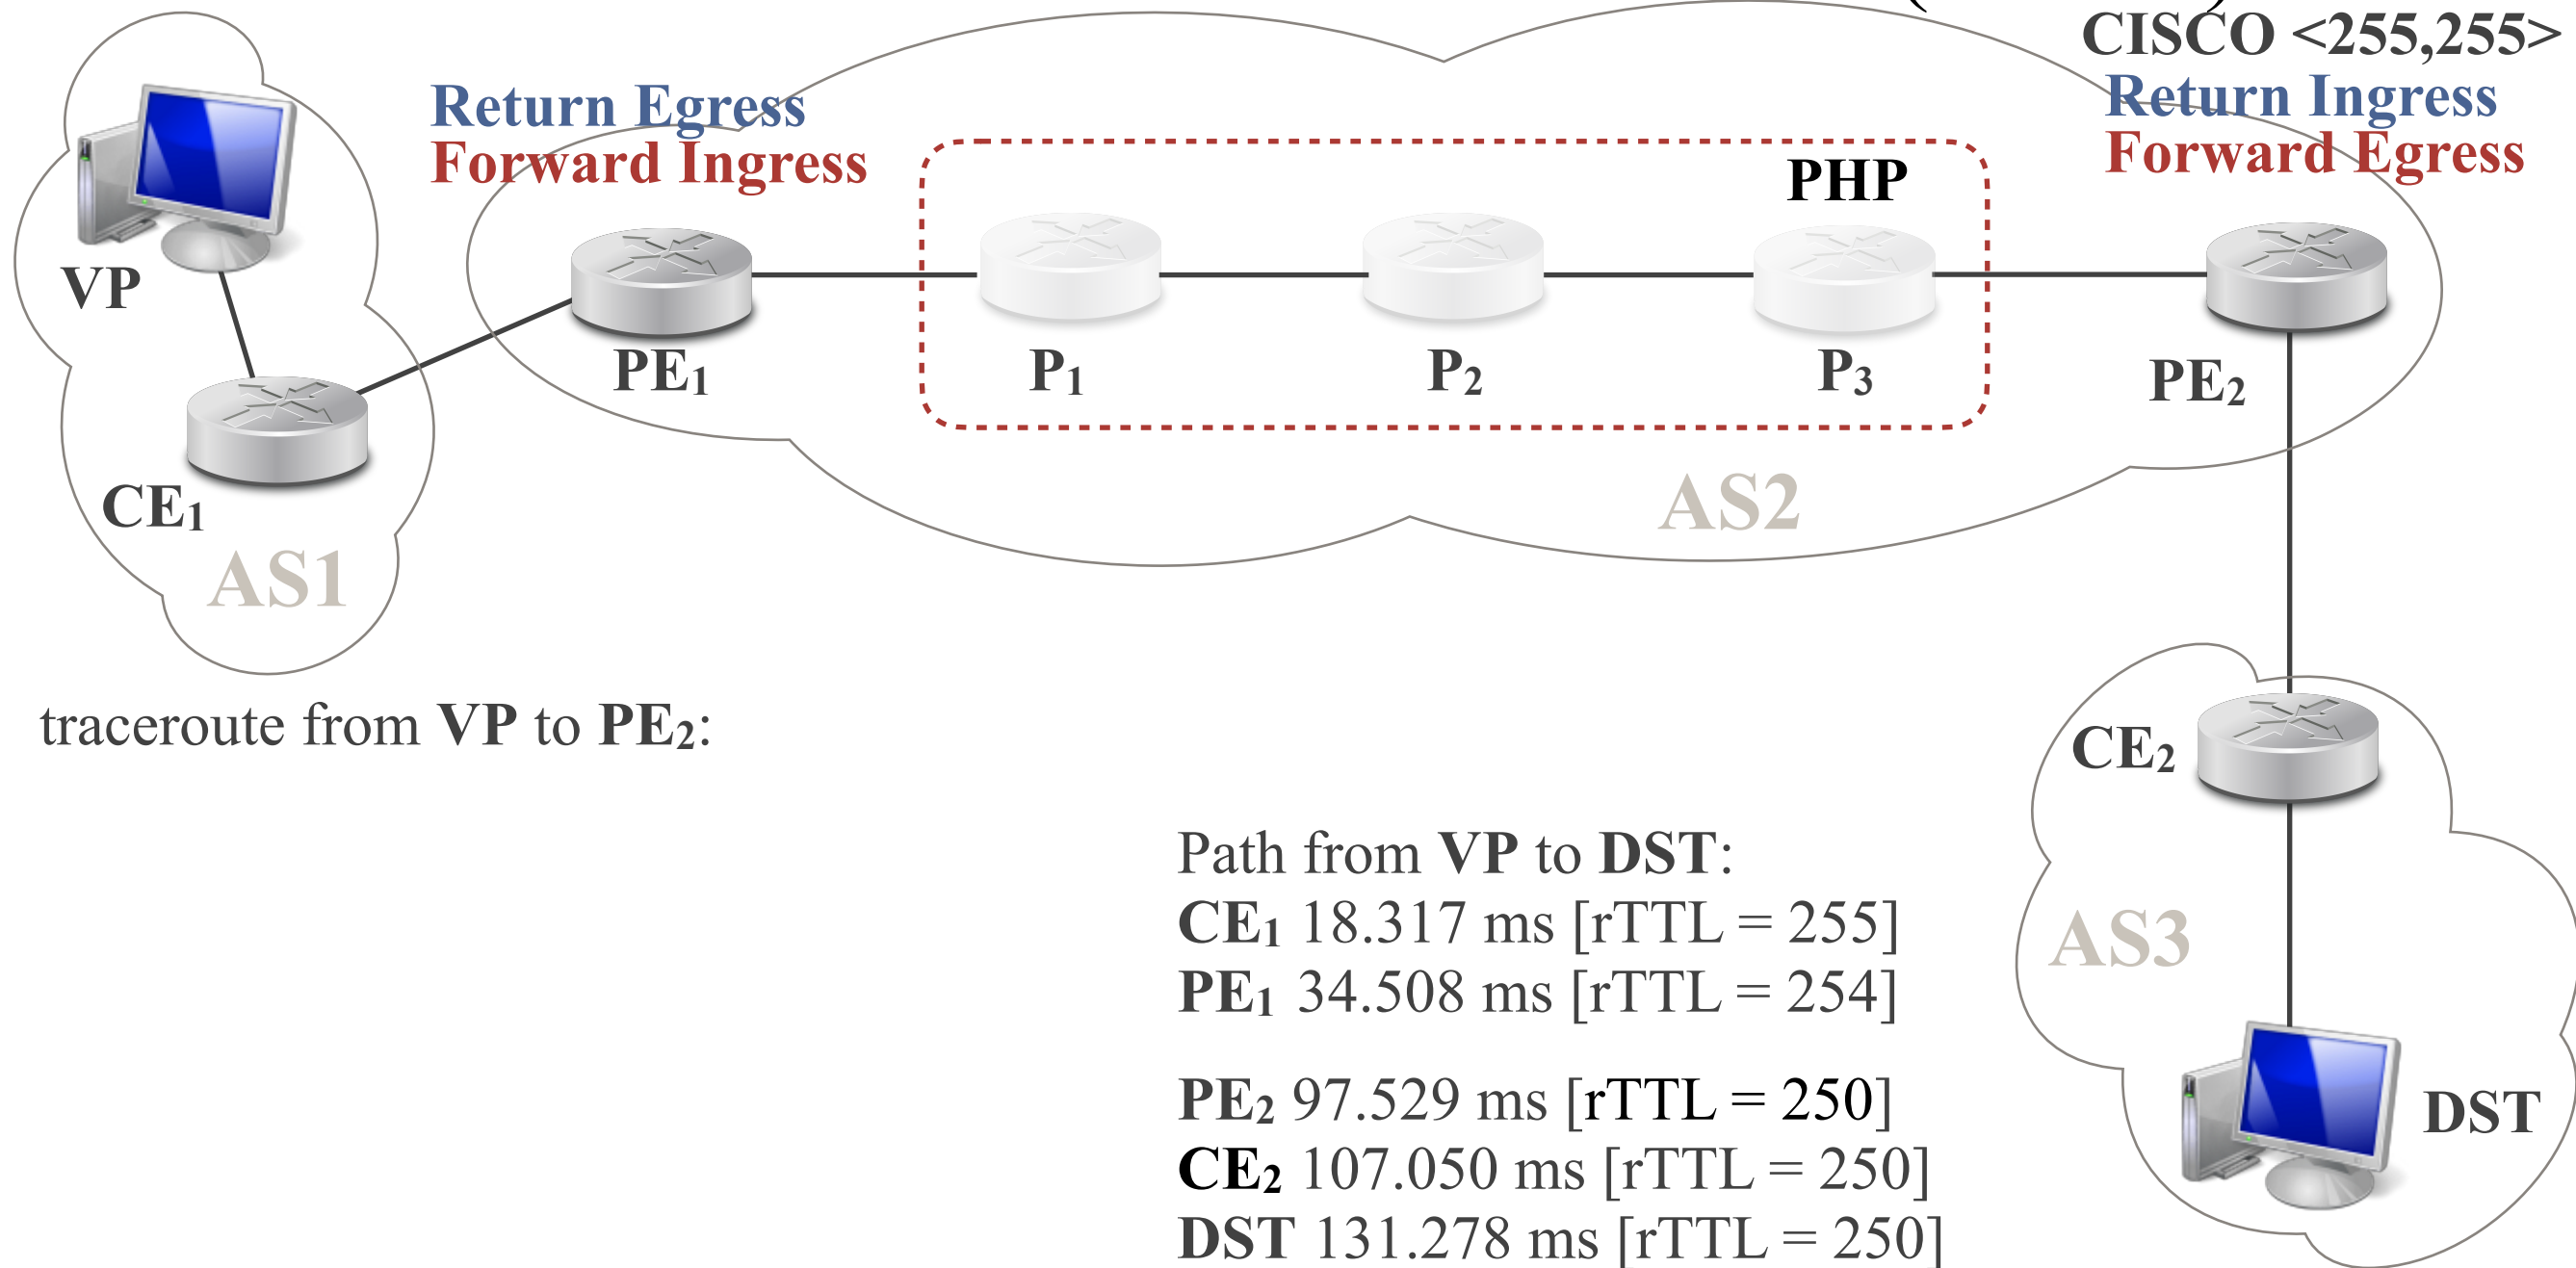 CISCO <255,255>
Return Ingress
Forward Egress
Return Egress
Forward Ingress
PHP
VP
CE1
AS1
PE1
P1
P2
P3
PE2
AS2
traceroute from VP to PE2:
CE2
AS3
DST
Path from VP to DST:
CE1 18.317 ms [rTTL = 255]
PE1 34.508 ms [rTTL = 254]
PE2 97.529 ms [rTTL = 250]
CE2 107.050 ms [rTTL = 250]
DST 131.278 ms [rTTL = 250]